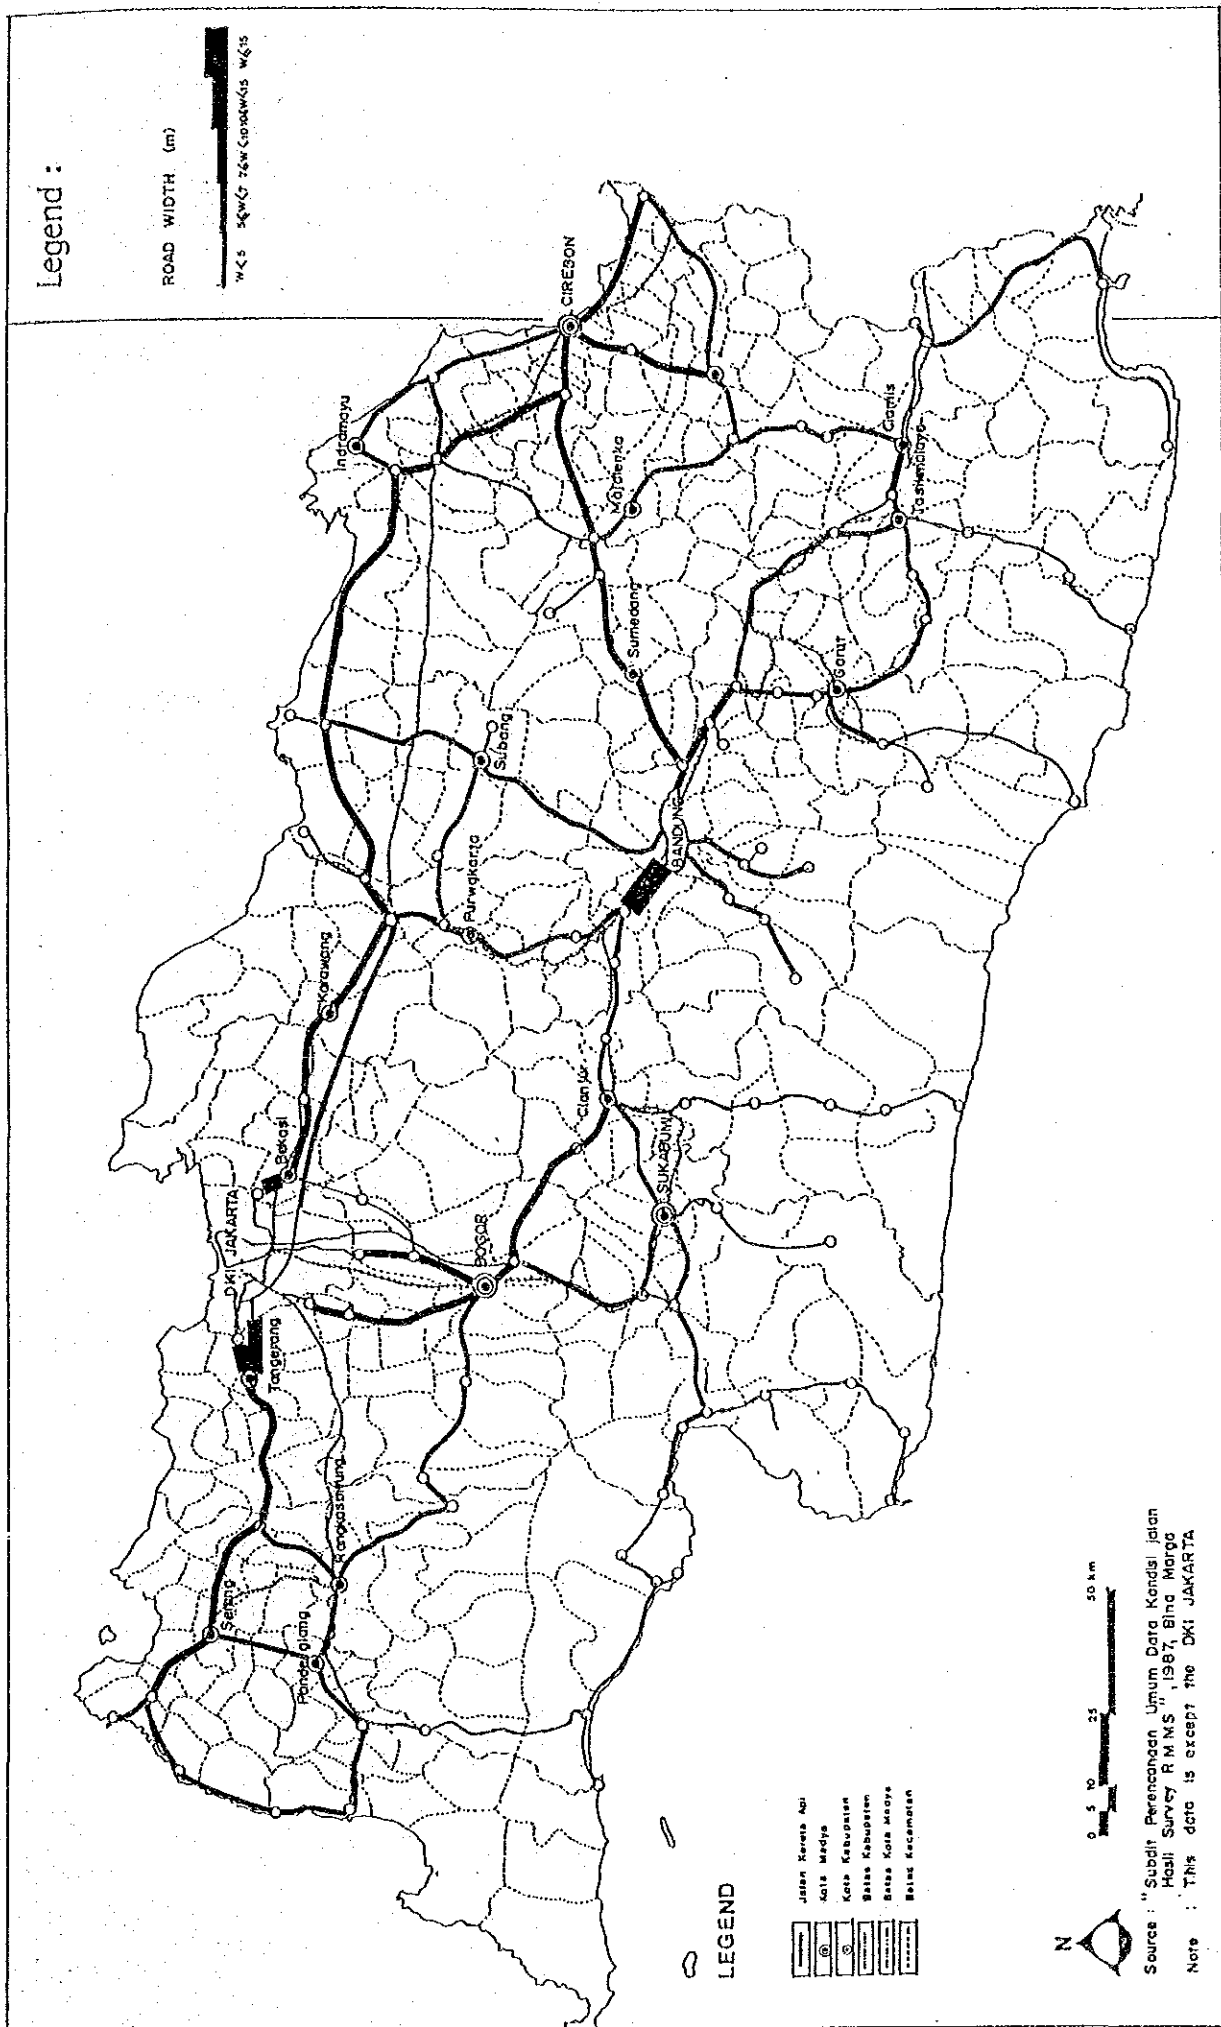 Legend :
ROAD WIDTH (m)
CIREBON
Indramayu
Majalenka
Ciamis
Tasikmalaya
Sumedang
Garut
Subang
BANDUNG
Purwakarta
Karawang
Cianjur
SUKABUMI
Bekasi
DKI JAKARTA
BOGOR
Tangerang
Rangkasbitung
Serang
Pandeglang
LEGEND
Jalan Kereta Api
Kota Madya
Kota Kabupaten
Batas Kabupaten
Batas Kota Madya
Batas Kecamatan
N
0 5 10 25 50 km
Source : "Subdit Perencanaan Umum Data Kondisi jalan
Hasil Survey RMMS", 1987, Bina Marga
Note : This data is except the DKI JAKARTA